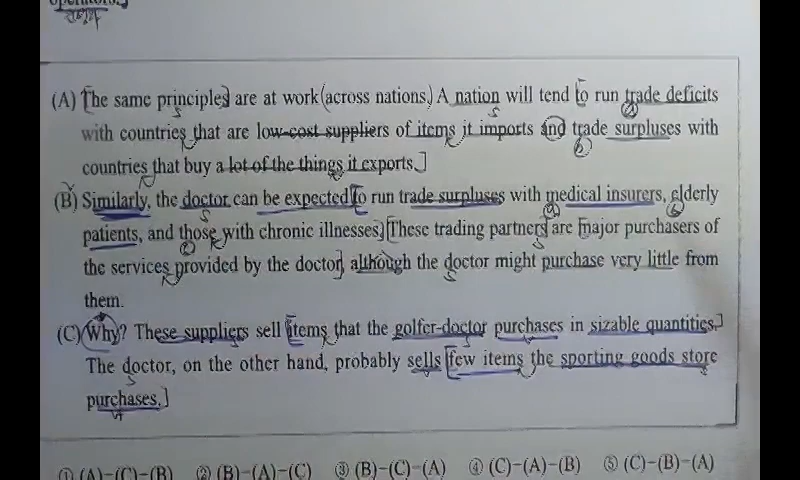 operators.
(A) The same principles are at work (across nations.) A nation will tend to run trade deficits
with countries that are low-cost suppliers of items it imports and trade surpluses with
countries that buy a lot of the things it exports.]
(B) Similarly, the doctor can be expected to run trade surpluses with medical insurers, elderly
patients, and those with chronic illnesses.] [These trading partners are major purchasers of
the services provided by the doctor, although the doctor might purchase very little from
them.
(C) Why? These suppliers sell items that the golfer-doctor purchases in sizable quantities.]
The doctor, on the other hand, probably sells [few items the sporting goods store
purchases.]
① (A)-(C)-(B) ② (B)-(A)-(C) ③ (B)-(C)-(A) ④ (C)-(A)-(B) ⑤ (C)-(B)-(A)